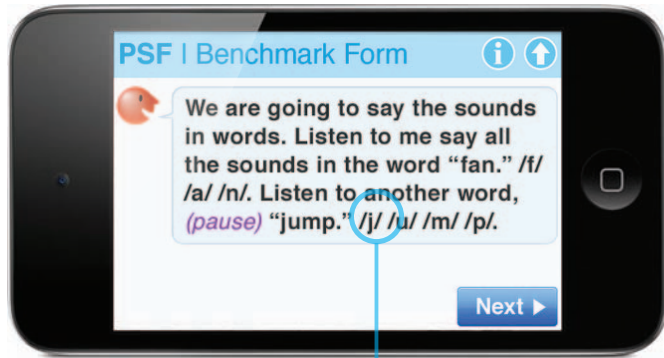 PSF | Benchmark Form
We are going to say the sounds
in words. Listen to me say all
the sounds in the word “fan.” /f/
/a/ /n/. Listen to another word,
(pause) “jump.” /j/ /u/ /m/ /p/.
Next